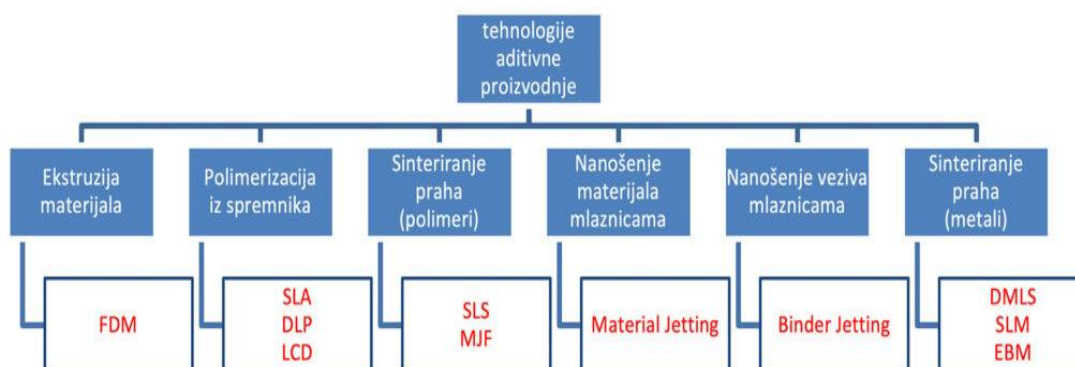 tehnologije
aditivne
proizvodnje
Ekstruzija
materijala
Polimerizacija
iz spremnika
Sinteriranje
praha
(polimeri)
Nanošenje
materijala
mlaznicama
Nanošenje veziva
mlaznicama
Sinteriranje
praha
(metali)
FDM
SLA
DLP
LCD
SLS
MJF
Material Jetting
Binder Jetting
DMLS
SLM
EBM